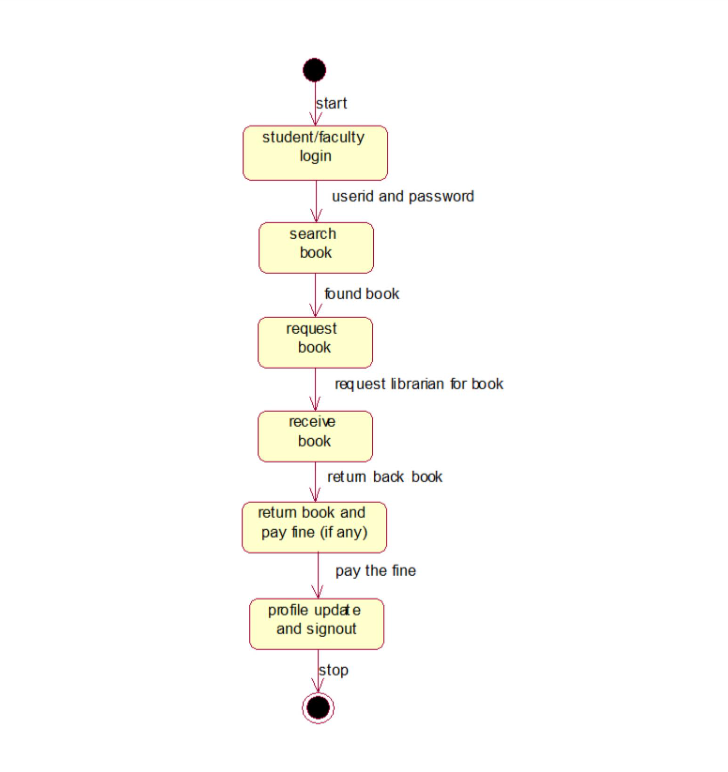 start
student/faculty
login
userid and password
search
book
found book
request
book
request librarian for book
receive
book
return back book
return book and
pay fine (if any)
pay the fine
profile update
and signout
stop